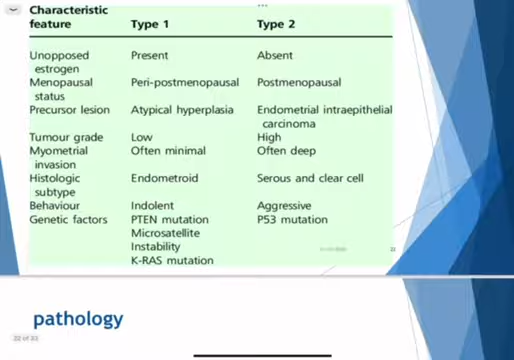 Characteristic
feature Type 1 Type 2
Unopposed Present Absent
estrogen
Menopausal Peri-postmenopausal Postmenopausal
status
Precursor lesion Atypical hyperplasia Endometrial intraepithelial
carcinoma
Tumour grade Low High
Myometrial Often minimal Often deep
invasion
Histologic Endometroid Serous and clear cell
subtype
Behaviour Indolent Aggressive
Genetic factors PTEN mutation P53 mutation
Microsatellite
Instability
K-RAS mutation
pathology
22 of 33